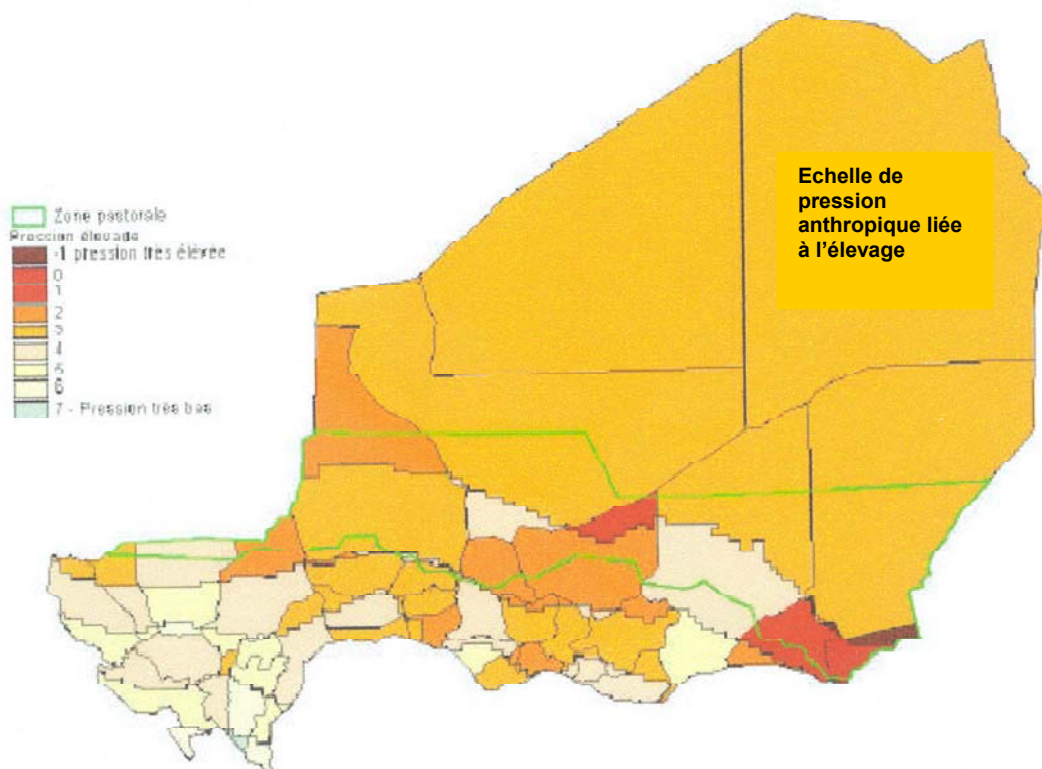 Zone pastorale
Pression élevage
-1 pression très élevée
0
1
2
3
4
5
6
7 - Pression très bas
Echelle de
pression
anthropique liée
à l’élevage